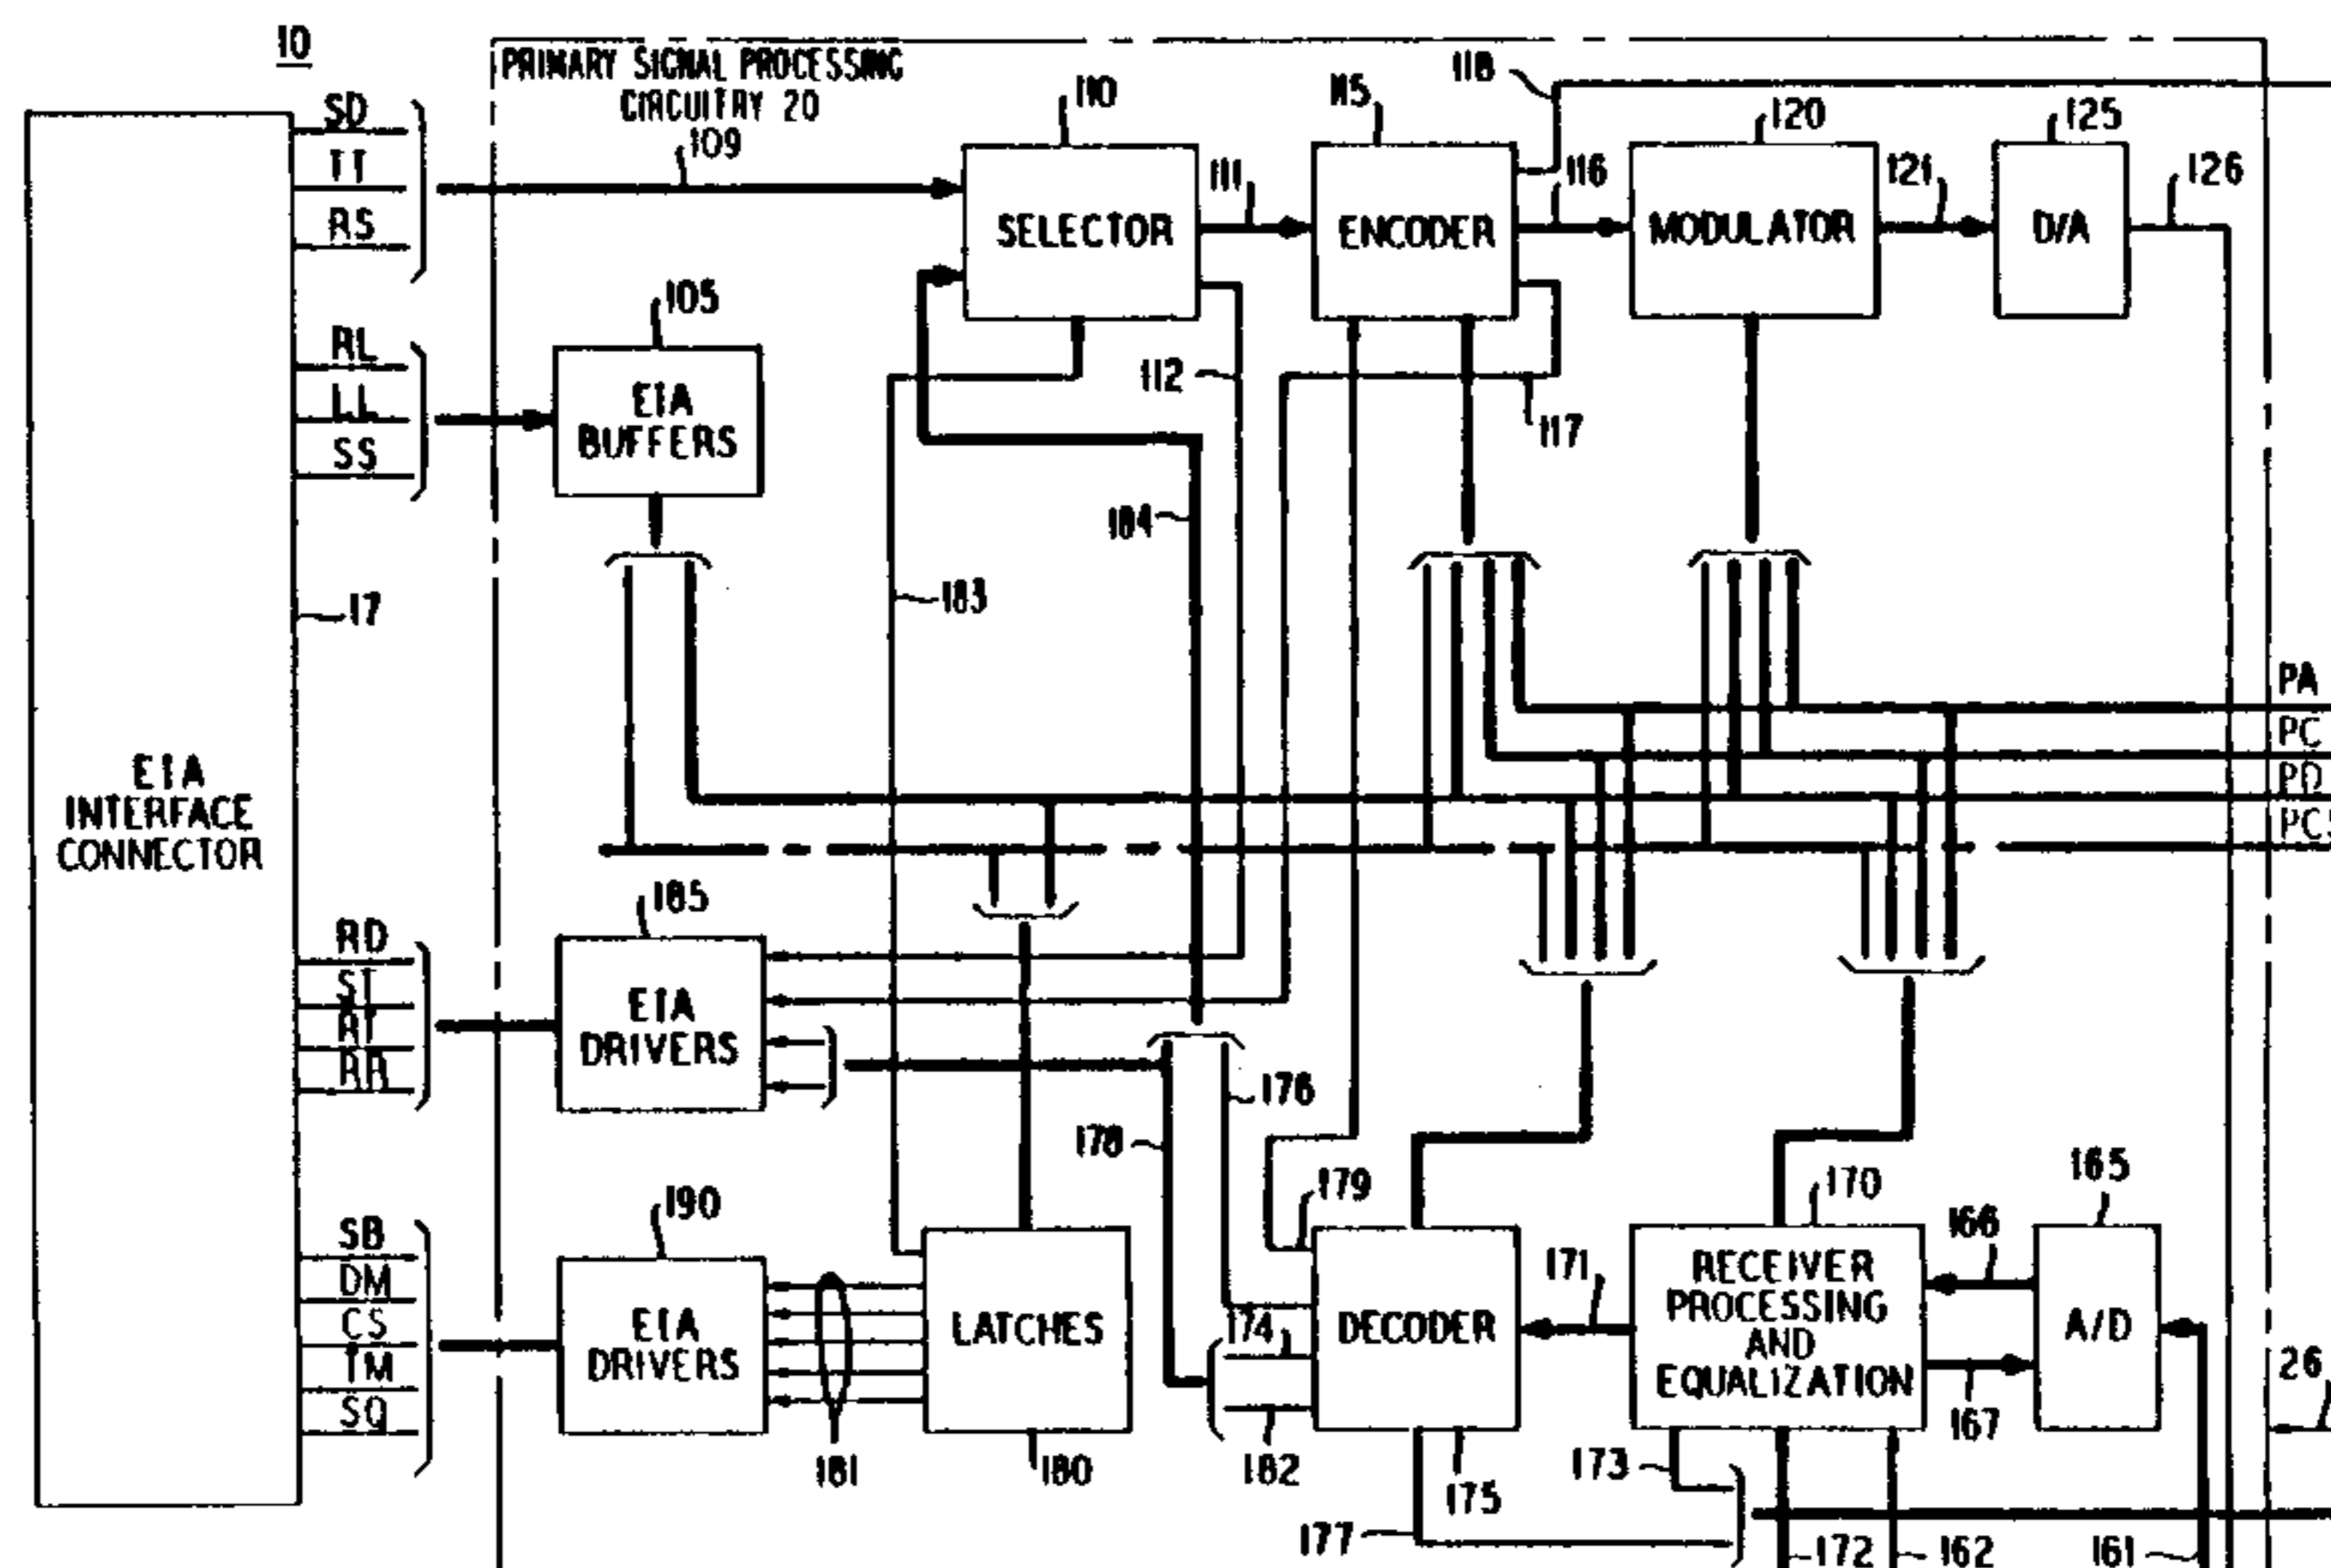 10
PRIMARY SIGNAL PROCESSING
CIRCUITRY 20
109
110
115
118
120
125
SD
TT
RS
111
116
121
126
SELECTOR
ENCODER
MODULATOR
D/A
105
RL
LL
SS
EIA
BUFFERS
112
117
184
183
17
PA
PC
PD
PCS
EIA
INTERFACE
CONNECTOR
185
RD
ST
RT
RR
EIA
DRIVERS
176
178
179
170
165
190
SB
DM
CS
TM
SQ
EIA
DRIVERS
LATCHES
174
DECODER
171
RECEIVER
PROCESSING
AND
EQUALIZATION
166
A/D
167
26
181
180
182
175
173
177
172
162
161